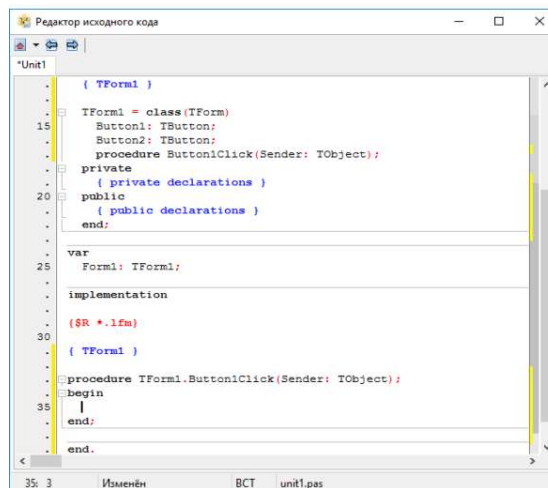 Редактор исходного кода
*Unit1
{ TForm1 }
TForm1 = class(TForm)
15 Button1: TButton;
Button2: TButton;
procedure Button1Click(Sender: TObject);
private
{ private declarations }
20 public
{ public declarations }
end;
var
25 Form1: TForm1;
implementation
{$R *.lfm}
30
{ TForm1 }
procedure TForm1.Button1Click(Sender: TObject);
begin
35
end;
end.
35: 3 Изменён ВСТ unit1.pas